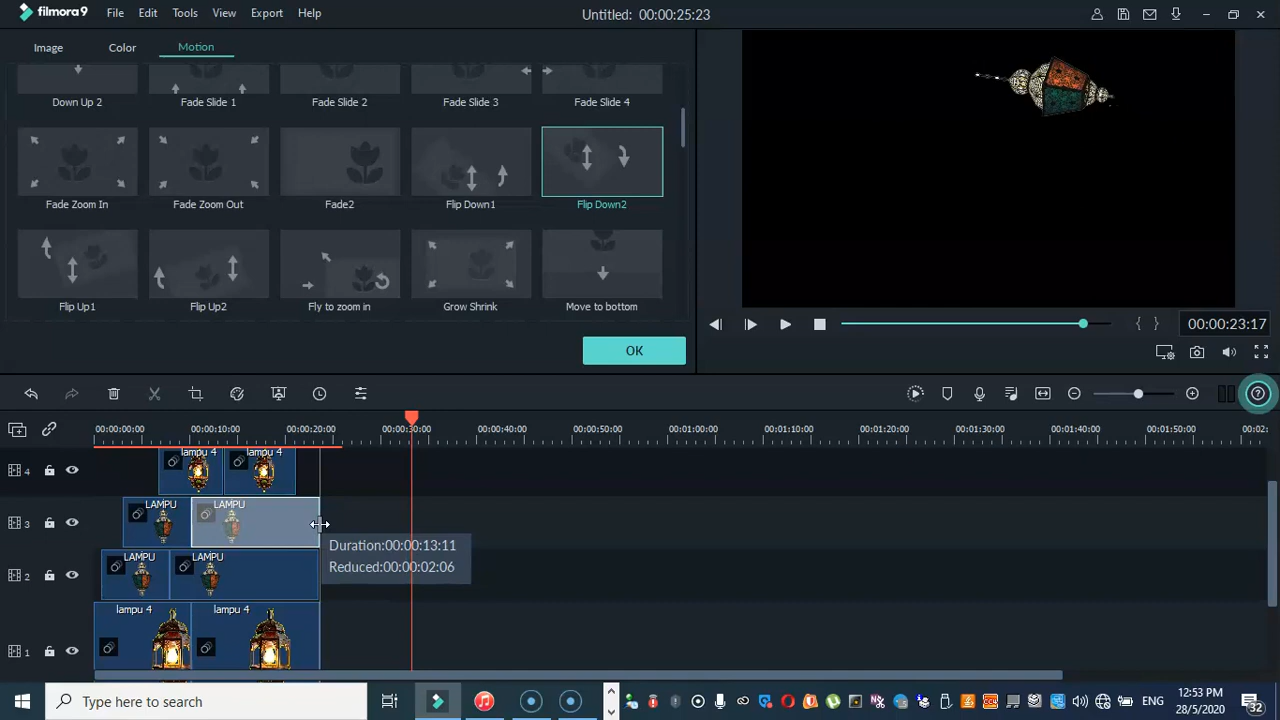 filmora9 File Edit Tools View Export Help Untitled: 00:00:25:23
Image Color Motion
Down Up 2 Fade Slide 1 Fade Slide 2 Fade Slide 3 Fade Slide 4
Fade Zoom In Fade Zoom Out Fade2 Flip Down1 Flip Down2
Flip Up1 Flip Up2 Fly to zoom in Grow Shrink Move to bottom
00:00:23:17
OK
00:00:00:00 00:00:10:00 00:00:20:00 00:00:30:00 00:00:40:00 00:00:50:00 00:01:00:00 00:01:10:00 00:01:20:00 00:01:30:00 00:01:40:00 00:01:50:00 00:02:
4 lampu 4 lampu 4
3 LAMPU LAMPU
Duration:00:00:13:11
Reduced:00:00:02:06
2 LAMPU LAMPU
1 lampu 4 lampu 4
Type here to search
ENG
12:53 PM
28/5/2020
32